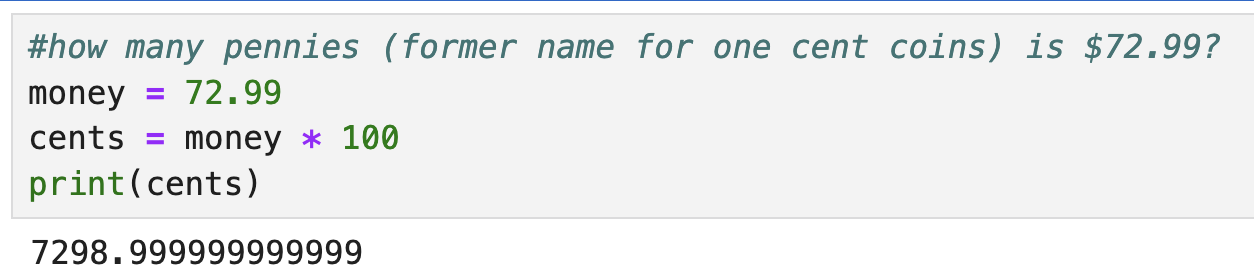 #how many pennies (former name for one cent coins) is $72.99?
money = 72.99
cents = money * 100
print(cents)
7298.999999999999